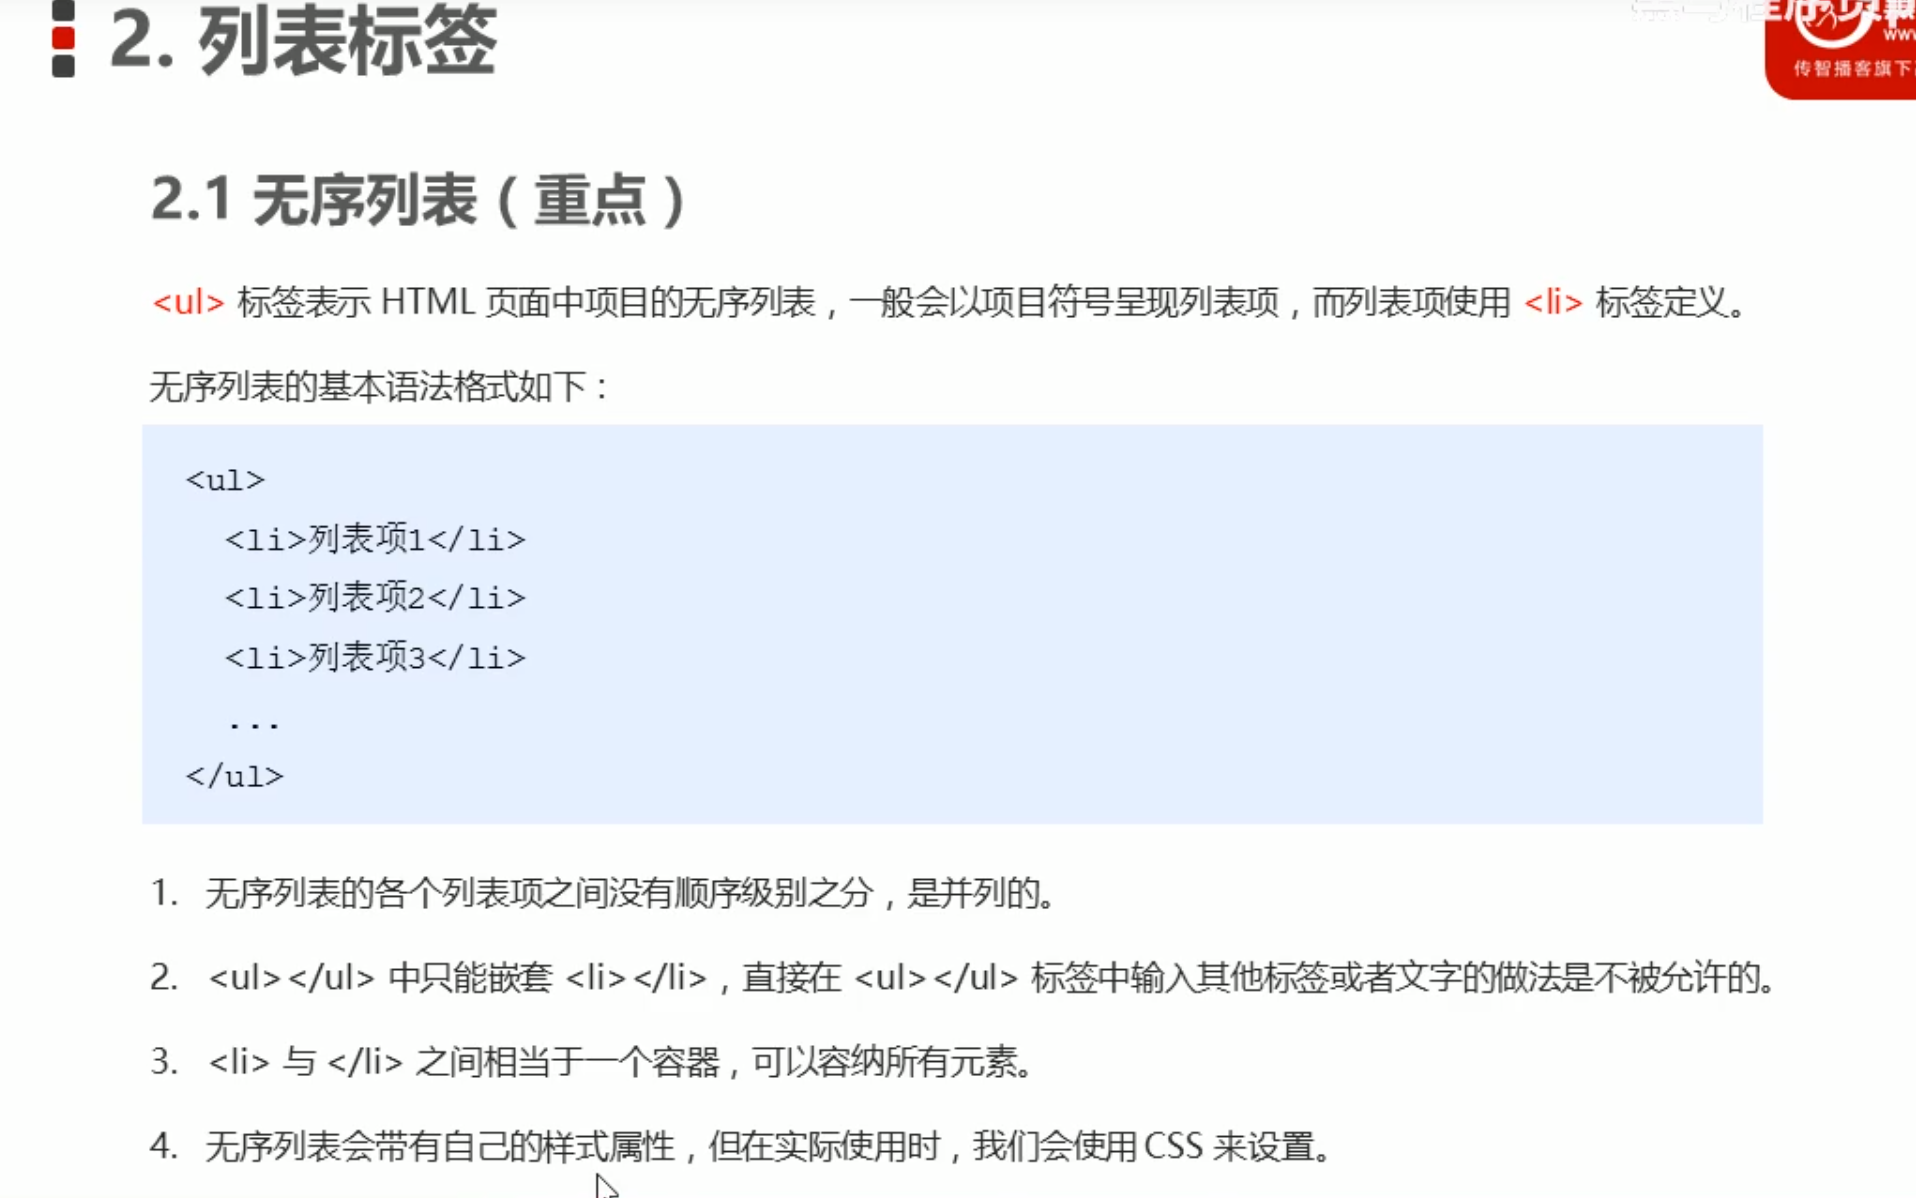 2. 列表标签
传智播客旗下
2.1 无序列表（重点）
<ul> 标签表示 HTML 页面中项目的无序列表，一般会以项目符号呈现列表项，而列表项使用 <li> 标签定义。
无序列表的基本语法格式如下：
<ul>
<li>列表项1</li>
<li>列表项2</li>
<li>列表项3</li>
...
</ul>
1. 无序列表的各个列表项之间没有顺序级别之分，是并列的。
2. <ul></ul> 中只能嵌套 <li></li>，直接在 <ul></ul> 标签中输入其他标签或者文字的做法是不被允许的。
3. <li> 与 </li> 之间相当于一个容器，可以容纳所有元素。
4. 无序列表会带有自己的样式属性，但在实际使用时，我们会使用 CSS 来设置。